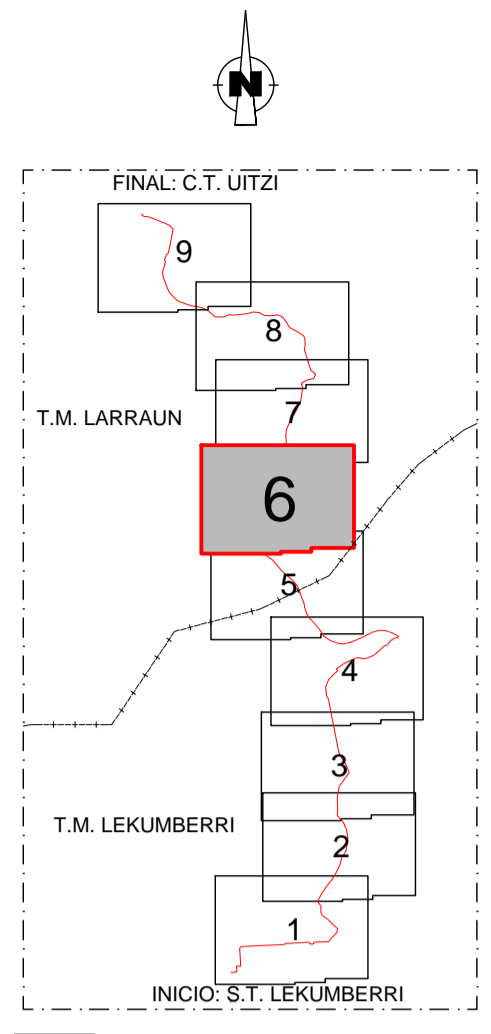 N
FINAL: C.T. UITZI
9
8
7
T.M. LARRAUN
6
5
4
3
T.M. LEKUMBERRI
2
1
INICIO: S.T. LEKUMBERRI